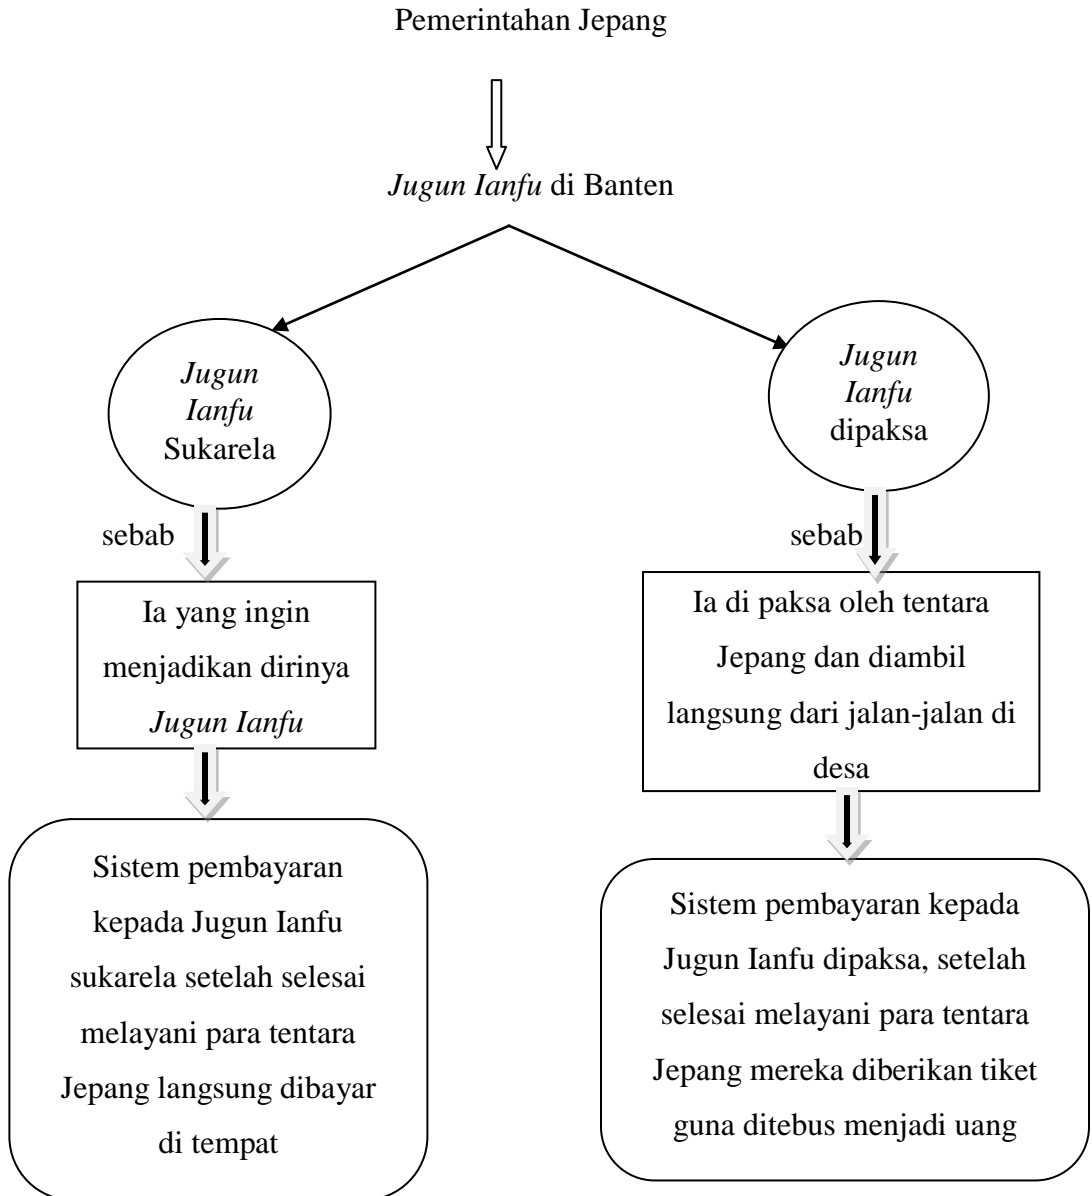 Pemerintahan Jepang
Jugun Ianfu di Banten
Jugun
Ianfu
Sukarela
sebab
Ia yang ingin
menjadikan dirinya
Jugun Ianfu
Sistem pembayaran
kepada Jugun Ianfu
sukarela setelah selesai
melayani para tentara
Jepang langsung dibayar
di tempat
Jugun
Ianfu
dipaksa
sebab
Ia di paksa oleh tentara
Jepang dan diambil
langsung dari jalan-jalan di
desa
Sistem pembayaran kepada
Jugun Ianfu dipaksa, setelah
selesai melayani para tentara
Jepang mereka diberikan tiket
guna ditebus menjadi uang